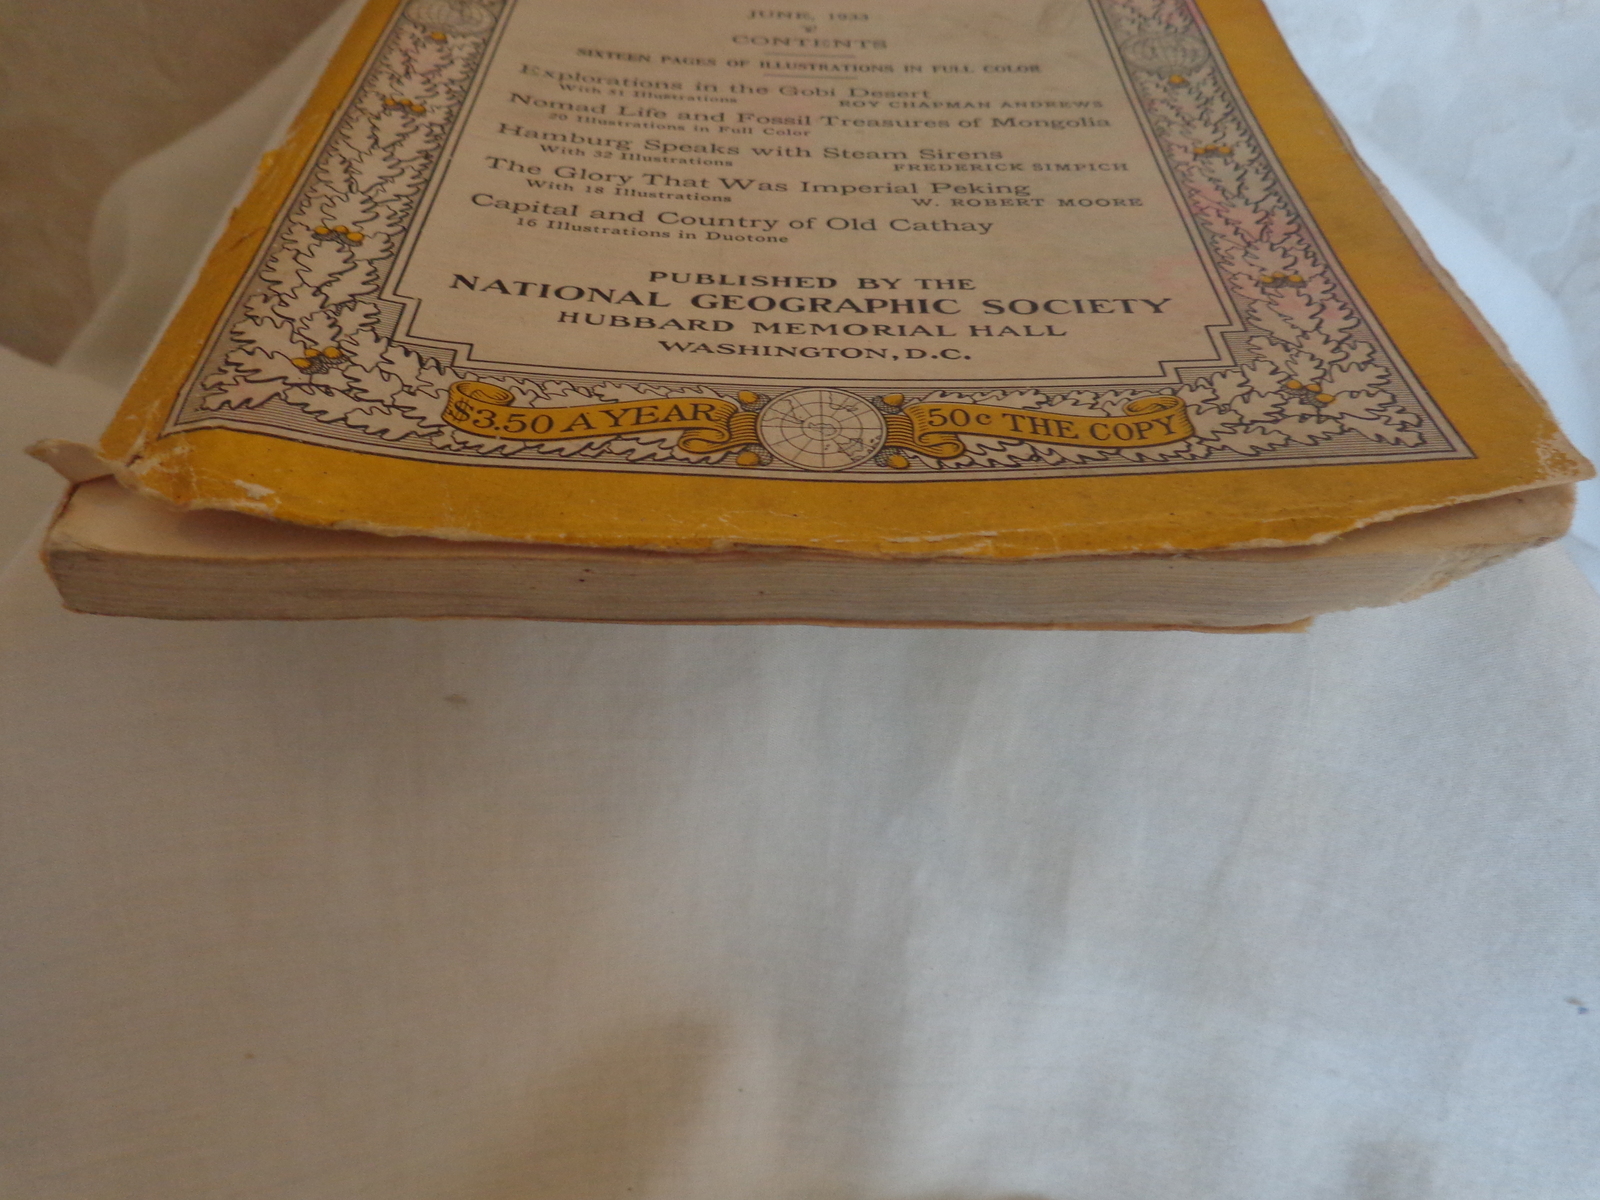 JUNE, 1933
CONTENTS
SIXTEEN PAGES OF ILLUSTRATIONS IN FULL COLOR
Explorations in the Gobi Desert
With 31 Illustrations ROY CHAPMAN ANDREWS
Nomad Life and Fossil Treasures of Mongolia
20 Illustrations in Full Color
Hamburg Speaks with Steam Sirens
With 32 Illustrations FREDERICK SIMPICH
The Glory That Was Imperial Peking
With 18 Illustrations W. ROBERT MOORE
Capital and Country of Old Cathay
16 Illustrations in Duotone
PUBLISHED BY THE
NATIONAL GEOGRAPHIC SOCIETY
HUBBARD MEMORIAL HALL
WASHINGTON, D.C.
$3.50 A YEAR 50c THE COPY